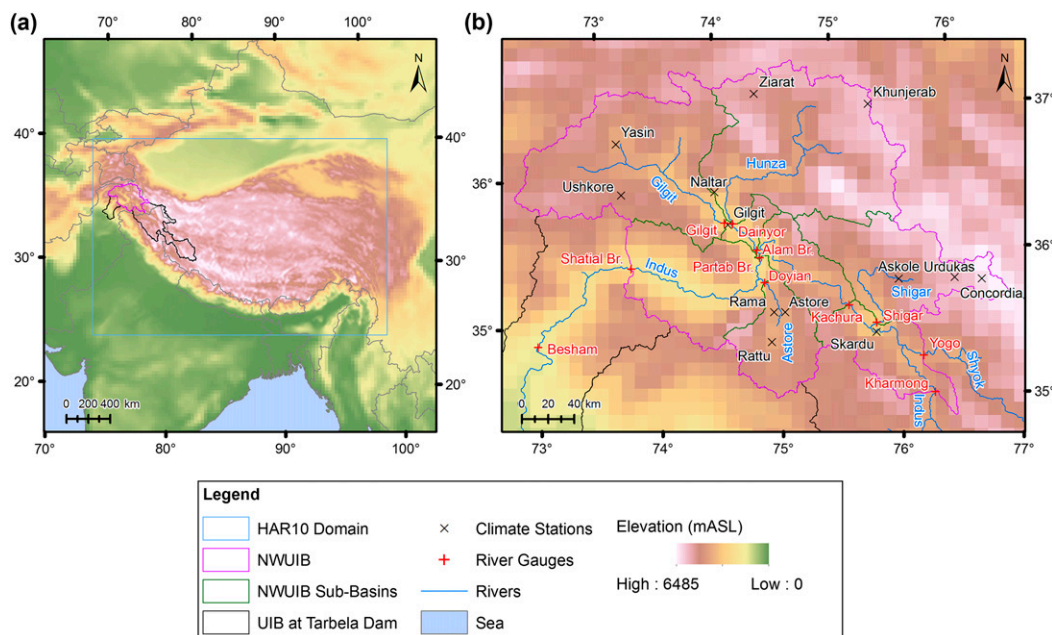 (a)
70° 80° 90° 100°
N
40° 40°
30° 30°
20° 20°
0 200 400 km
70° 80° 90° 100°
(b)
73° 74° 75° 76°
N
37° 37°
Ziarat
Khunjerab
Yasin
Hunza
36°
Ushkore
Gilgit
Naltar
Gilgit
Gilgit
Dainyor
36°
Shatial Br.
Indus
Alam Br.
Partab Br.
Doyian
Askole
Urdukas
Shigar
Concordia
Rama
Astore
Kachura
Shigar
35°
Besham
Rattu
Astore
Skardu
Yogo
Shyok
Kharmong
35°
Indus
0 20 40 km
73° 74° 75° 76° 77°
Legend
HAR10 Domain
NWUIB
NWUIB Sub-Basins
UIB at Tarbela Dam
Climate Stations
River Gauges
Rivers
Sea
Elevation (mASL)
High : 6485 Low : 0